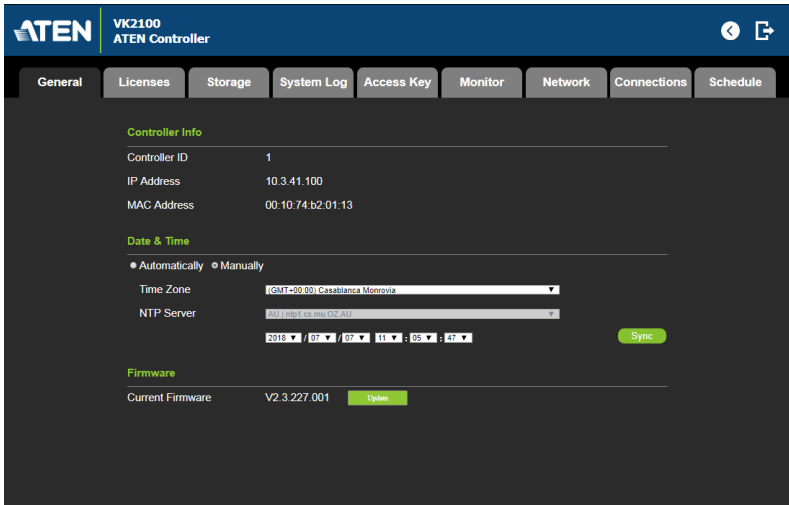 ATEN
VK2100
ATEN Controller
General Licenses Storage System Log Access Key Monitor Network Connections Schedule
Controller Info
Controller ID 1
IP Address 10.3.41.100
MAC Address 00:10:74:b2:01:13
Date & Time
Automatically Manually
Time Zone (GMT+00:00) Casablanca Monrovia
NTP Server AU | ntp1.cs.mu.OZ.AU
2018 / 07 / 07 11 : 05 : 47 Sync
Firmware
Current Firmware V2.3.227.001 Update